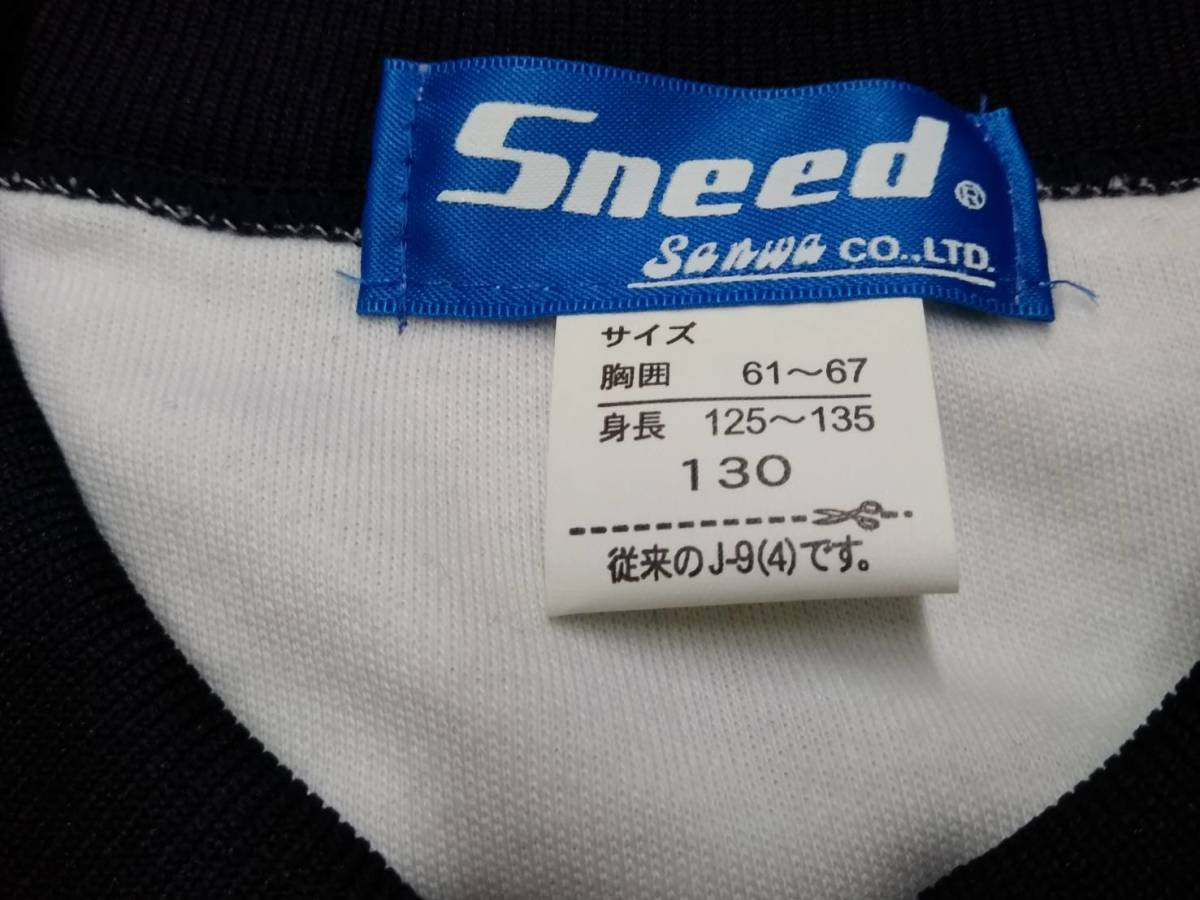 Sneed®
Sanwa CO.,LTD.
サイズ
胸囲 61～67
身長 125～135
130
従来のJ-9(4)です。